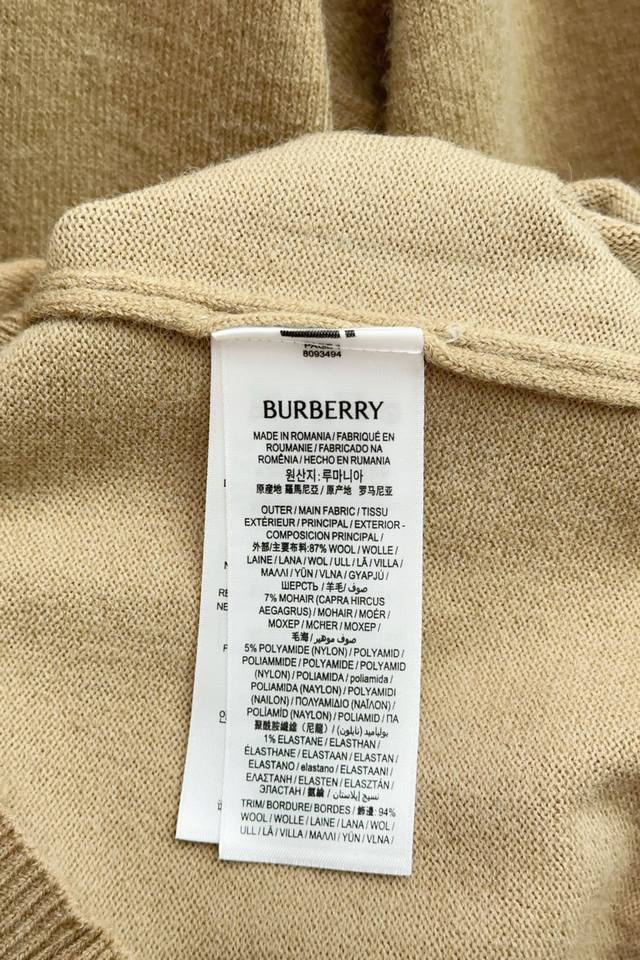 8093494
BURBERRY
MADE IN ROMANIA / FABRIQUÉ EN
ROUMANIE / FABRICADO NA
ROMÉNIA / HECHO EN RUMANIA
원산지: 루마니아
原産地 羅馬尼亞 / 原产地 罗马尼亚
OUTER / MAIN FABRIC / TISSU
EXTÉRIEUR / PRINCIPAL / EXTERIOR -
COMPOSICION PRINCIPAL /
外部/主要布料:87% WOOL / WOLLE /
LAINE / LANA / WOL / ULL / LÃ / VILLA /
ΜΑΛΛΙ / YÜN / VLNA / GYAPJÚ /
ШЕРСТЬ / 羊毛 / صوف
7% MOHAIR (CAPRA HIRCUS
AEGAGRUS) / MOHAIR / MOÉR /
MOXEP / MCHER / MOXEP /
毛海 / صوف موهير
5% POLYAMIDE (NYLON) / POLYAMID /
POLIAMMIDE / POLYAMIDE / POLYAMID
(NYLON) / POLIAMIDA / poliamida /
POLIAMIDA (NAYLON) / POLYAMIDI
(NAILON) / ΠΟΛΥΑΜΙΔΙΟ (ΝΑΪΛΟΝ) /
POLÍAMÍD (NAYLON) / POLIAMID / ПА
聚酰胺纖維 (尼龍) / بولياميد (نايلون)
1% ELASTANE / ELASTHAN /
ÉLASTHANE / ELASTAAN / ELASTAN /
ELASTANO / elastano / ELASTAANI /
ΕΛΑΣΤΑΝΗ / ELASTEN / ELASZTÁN /
ЭЛАСТАН / 氨綸 / نسيج إيلاستان
TRIM / BORDURE/ BORDES / 飾邊: 94%
WOOL / WOLLE / LAINE / LANA / WOL /
ULL / LÃ / VILLA / ΜΑΛΛΙ / YÜN / VLNA /